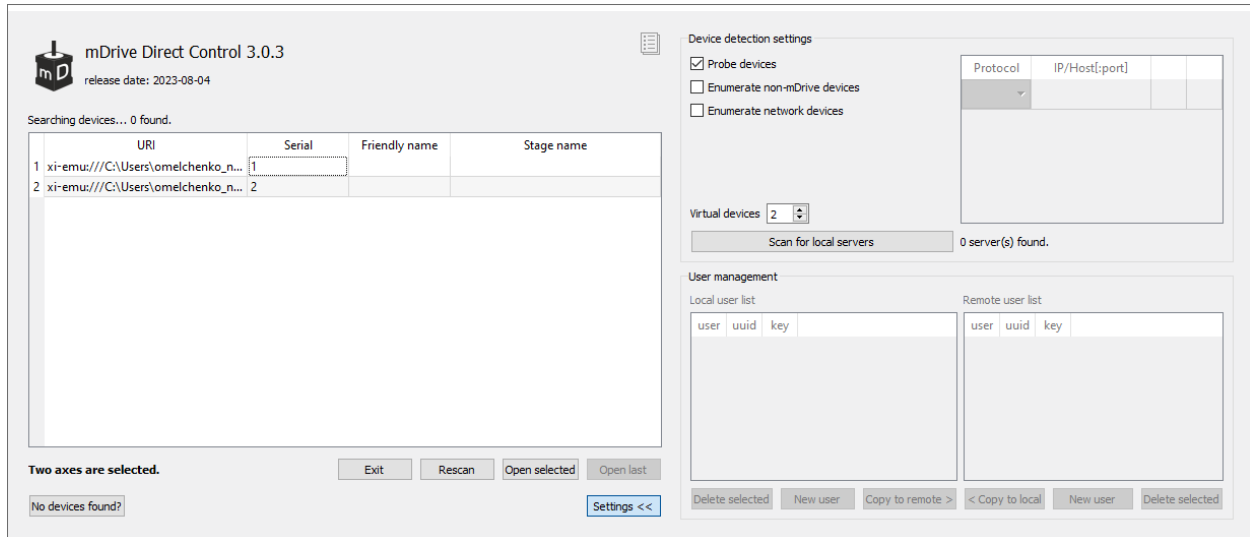 mD
mDrive Direct Control 3.0.3
release date: 2023-08-04
Searching devices... 0 found.
URI Serial Friendly name Stage name
1 xi-emu:///C:\Users\omelchenko_n... 1
2 xi-emu:///C:\Users\omelchenko_n... 2
Two axes are selected.
Exit Rescan Open selected Open last
No devices found? Settings <<
Device detection settings
Probe devices
Enumerate non-mDrive devices
Enumerate network devices
Protocol IP/Host[:port]
Virtual devices 2
Scan for local servers 0 server(s) found.
User management
Local user list Remote user list
user uuid key user uuid key
Delete selected New user Copy to remote > < Copy to local New user Delete selected